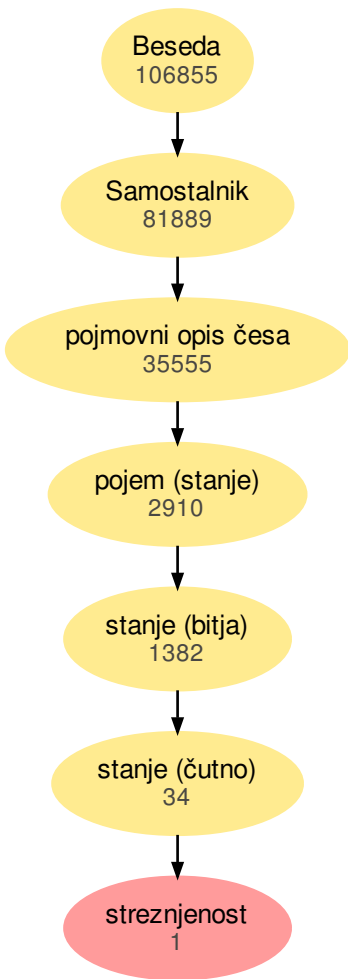 Beseda
106855
Samostalnik
81889
pojmovni opis česa
35555
pojem (stanje)
2910
stanje (bitja)
1382
stanje (čutno)
34
streznjenost
1